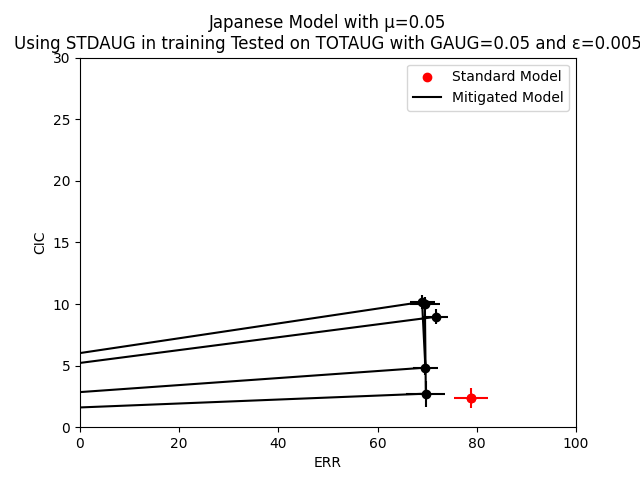 Japanese Model with μ=0.05
Using STDAUG in training Tested on TOTAUG with GAUG=0.05 and ε=0.005
30
25
20
15
10
5
0
CIC
Standard Model
Mitigated Model
0 20 40 60 80 100
ERR